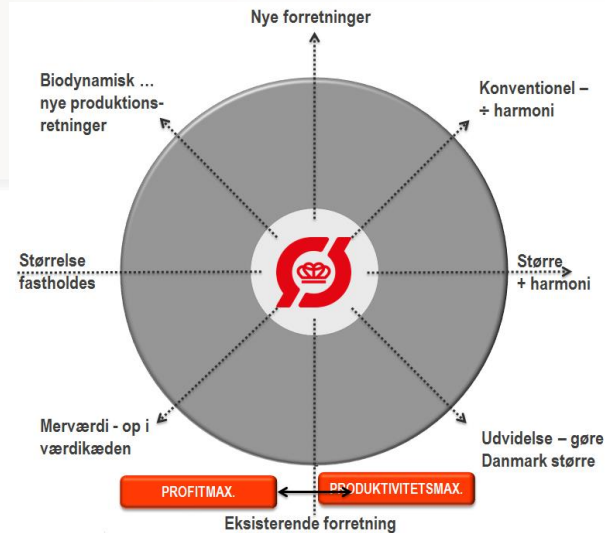 Nye forretninger
Biodynamisk …
nye produktions-
retninger
Konventionel –
÷ harmoni
Størrelse
fastholdes
Ø
Større
+ harmoni
Merværdi - op i
værdikæden
Udvidelse – gøre
Danmark større
PROFITMAX.
PRODUKTIVITETSMAX.
Eksisterende forretning